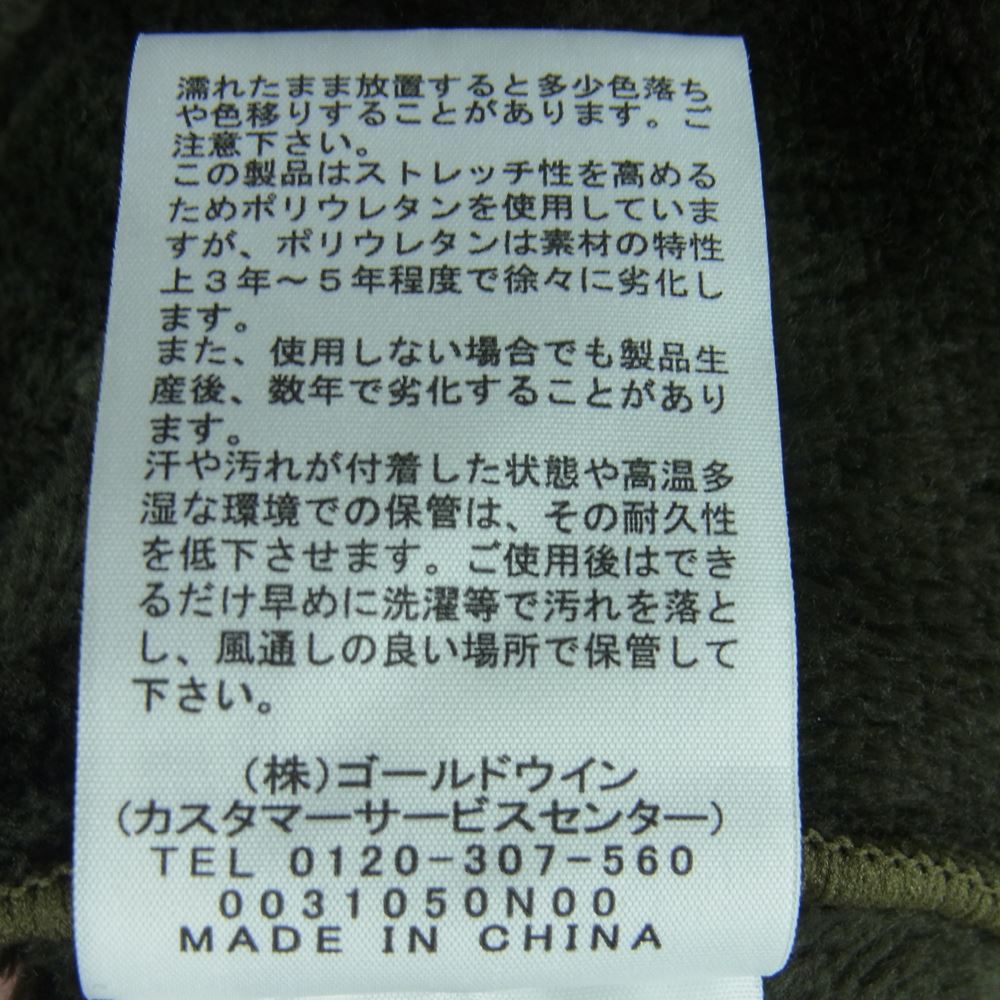 濡れたまま放置すると多少色落ち
や色移りすることがあります。ご
注意下さい。
この製品はストレッチ性を高める
ためポリウレタンを使用していま
すが、ポリウレタンは素材の特性
上3年～5年程度で徐々に劣化し
ます。
また、使用しない場合でも製品生
産後、数年で劣化することがあり
ます。
汗や汚れが付着した状態や高温多
湿な環境での保管は、その耐久性
を低下させます。ご使用後はでき
るだけ早めに洗濯等で汚れを落と
し、風通しの良い場所で保管して
下さい。
(株)ゴールドウイン
(カスタマーサービスセンター)
TEL 0120-307-560
0031050N00
MADE IN CHINA